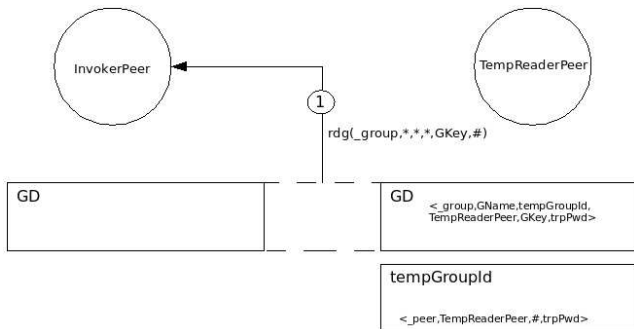 InvokerPeer
TempReaderPeer
1
rdg(_group,*,*,*,GKey,#)
GD
GD
<_group,GName,tempGroupId,
TempReaderPeer,GKey,trpPwd>
tempGroupId
<_peer,TempReaderPeer,#,trpPwd>